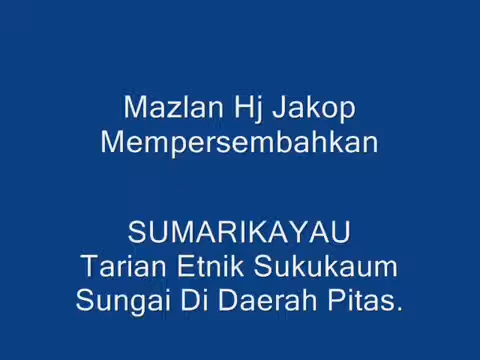 Mazlan Hj Jakop
Mempersembahkan
SUMARIKAYAU
Tarian Etnik Sukukaum
Sungai Di Daerah Pitas.